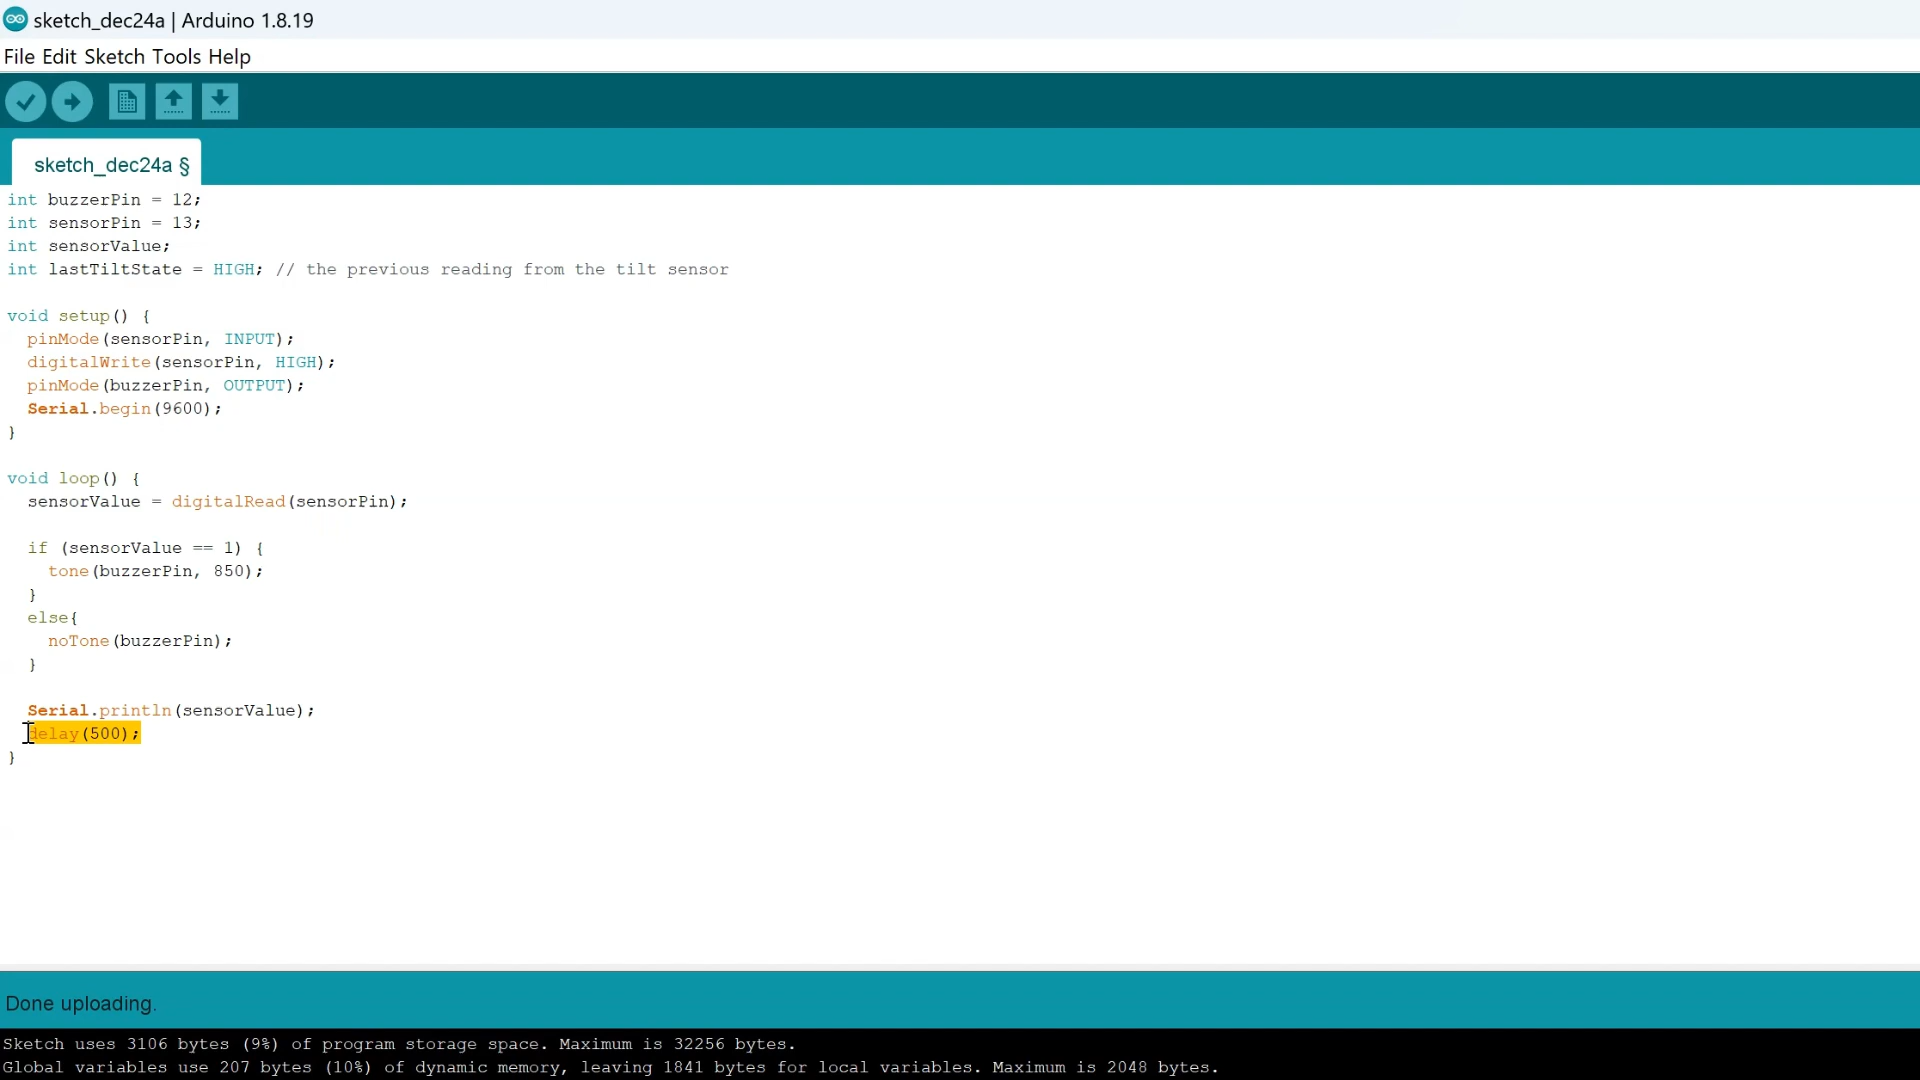 sketch_dec24a | Arduino 1.8.19
File Edit Sketch Tools Help
sketch_dec24a §
int buzzerPin = 12;
int sensorPin = 13;
int sensorValue;
int lastTiltState = HIGH; // the previous reading from the tilt sensor
void setup() {
pinMode(sensorPin, INPUT);
digitalWrite(sensorPin, HIGH);
pinMode(buzzerPin, OUTPUT);
Serial.begin(9600);
}
void loop() {
sensorValue = digitalRead(sensorPin);
if (sensorValue == 1) {
tone(buzzerPin, 850);
}
else{
noTone(buzzerPin);
}
Serial.println(sensorValue);
delay(500);
}
Done uploading.
Sketch uses 3106 bytes (9%) of program storage space. Maximum is 32256 bytes.
Global variables use 207 bytes (10%) of dynamic memory, leaving 1841 bytes for local variables. Maximum is 2048 bytes.